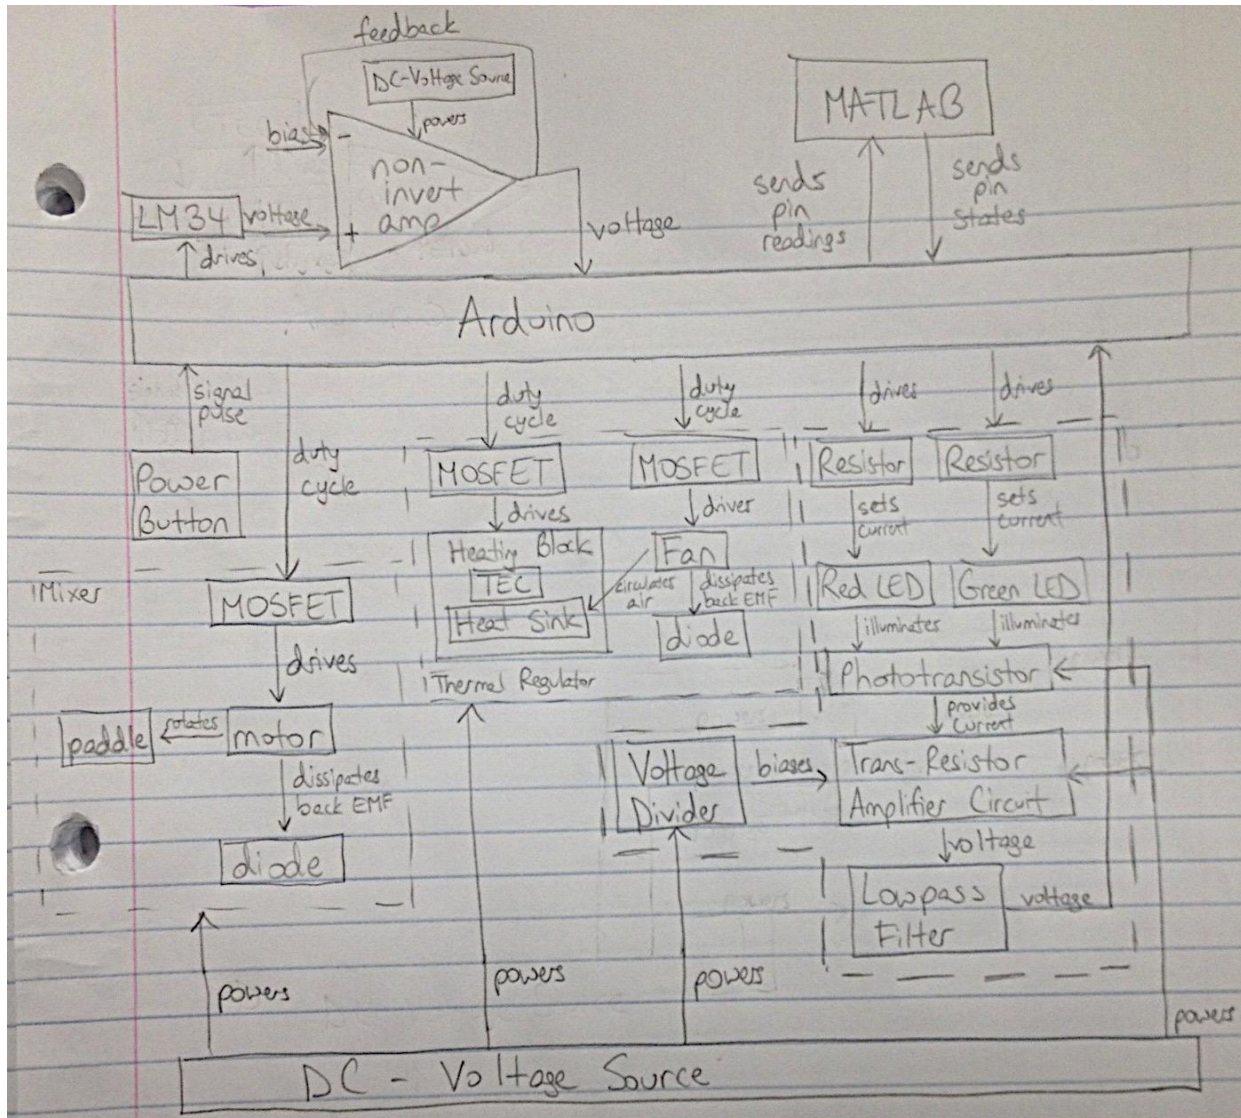 feedback
DC-Voltage Source
MATLAB
bias
powers
-
non-
invert
amp
LM34
voltage
+
drives
voltage
sends
pin
readings
sends
pin
states
Arduino
signal
pulse
duty
cycle
duty
cycle
duty
cycle
drives
drives
Power
Button
MOSFET
MOSFET
Resistor
Resistor
drives
drives
sets
current
sets
current
Mixer
MOSFET
Heating Block
TEC
Heat Sink
Fan
circulates
air
dissipates
back EMF
diode
Red LED
Green LED
illuminates
illuminates
drives
Thermal Regulator
Phototransistor
provides
current
paddle
rotates
motor
dissipates
back EMF
diode
Voltage
Divider
biases
Trans-Resistor
Amplifier Circuit
voltage
Lowpass
Filter
voltage
powers
powers
powers
powers
DC - Voltage Source